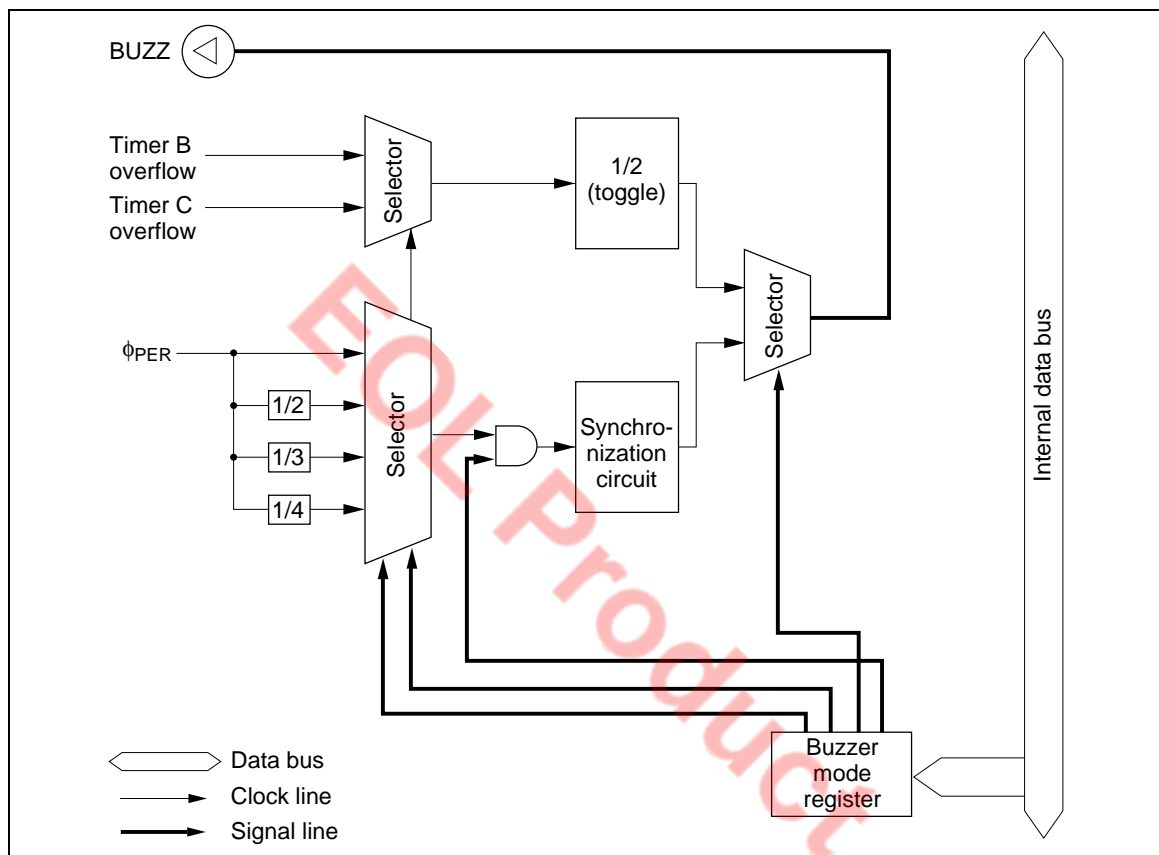 BUZZ
Timer B
overflow
Timer C
overflow
Selector
1/2
(toggle)
Selector
ϕPER
1/2
1/3
1/4
Selector
Synchro-
nization
circuit
Internal data bus
Buzzer
mode
register
Data bus
Clock line
Signal line
EOL Product